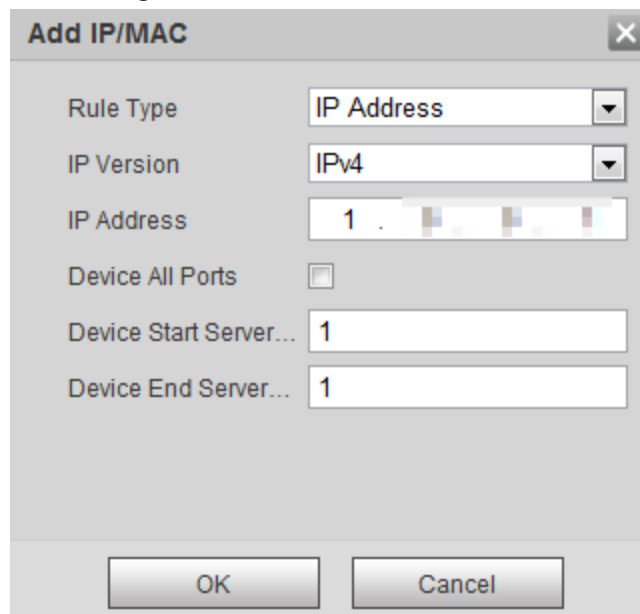 Add IP/MAC
Rule Type IP Address
IP Version IPv4
IP Address 1 .
Device All Ports
Device Start Server... 1
Device End Server... 1
OK Cancel